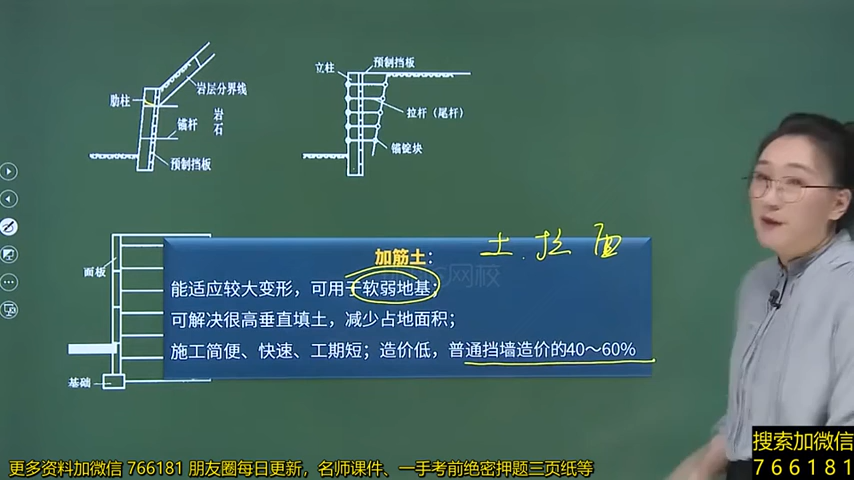 立柱
预制挡板
肋柱
岩层分界线
锚杆
岩石
拉杆（尾杆）
锚锭块
预制挡板
面板
基础
加筋土：
土.拉 面
能适应较大变形，可用于软弱地基；
可解决很高垂直填土，减少占地面积；
施工简便、快速、工期短；造价低，普通挡墙造价的40～60%
搜索加微信
766181
更多资料加微信 766181 朋友圈每日更新，名师课件、一手考前绝密押题三页纸等